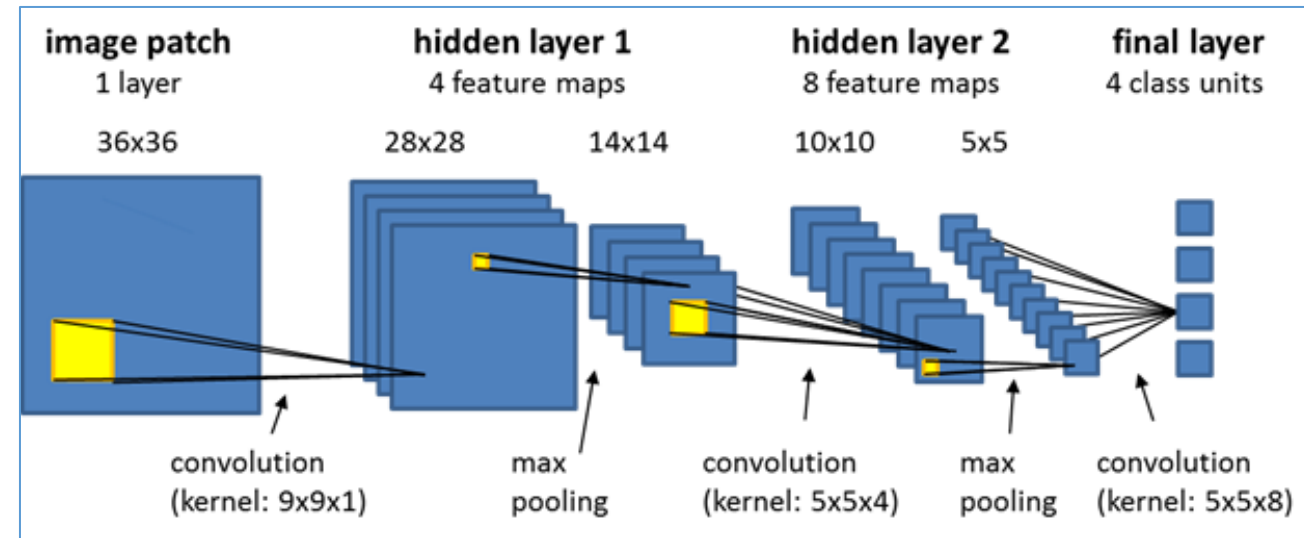 image patch
hidden layer 1
hidden layer 2
final layer
1 layer
4 feature maps
8 feature maps
4 class units
36x36
28x28
14x14
10x10
5x5
convolution
(kernel: 9x9x1)
max
pooling
convolution
(kernel: 5x5x4)
max
pooling
convolution
(kernel: 5x5x8)